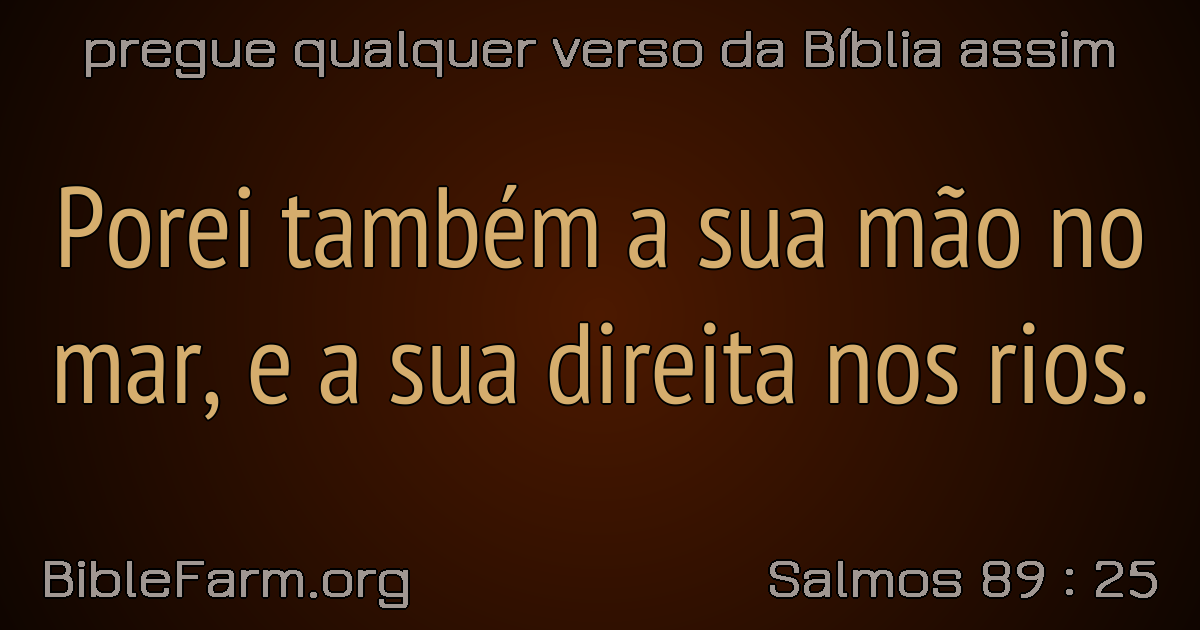 pregue qualquer verso da Bíblia assim
Porei também a sua mão no
mar, e a sua direita nos rios.
BibleFarm.org
Salmos 89 : 25